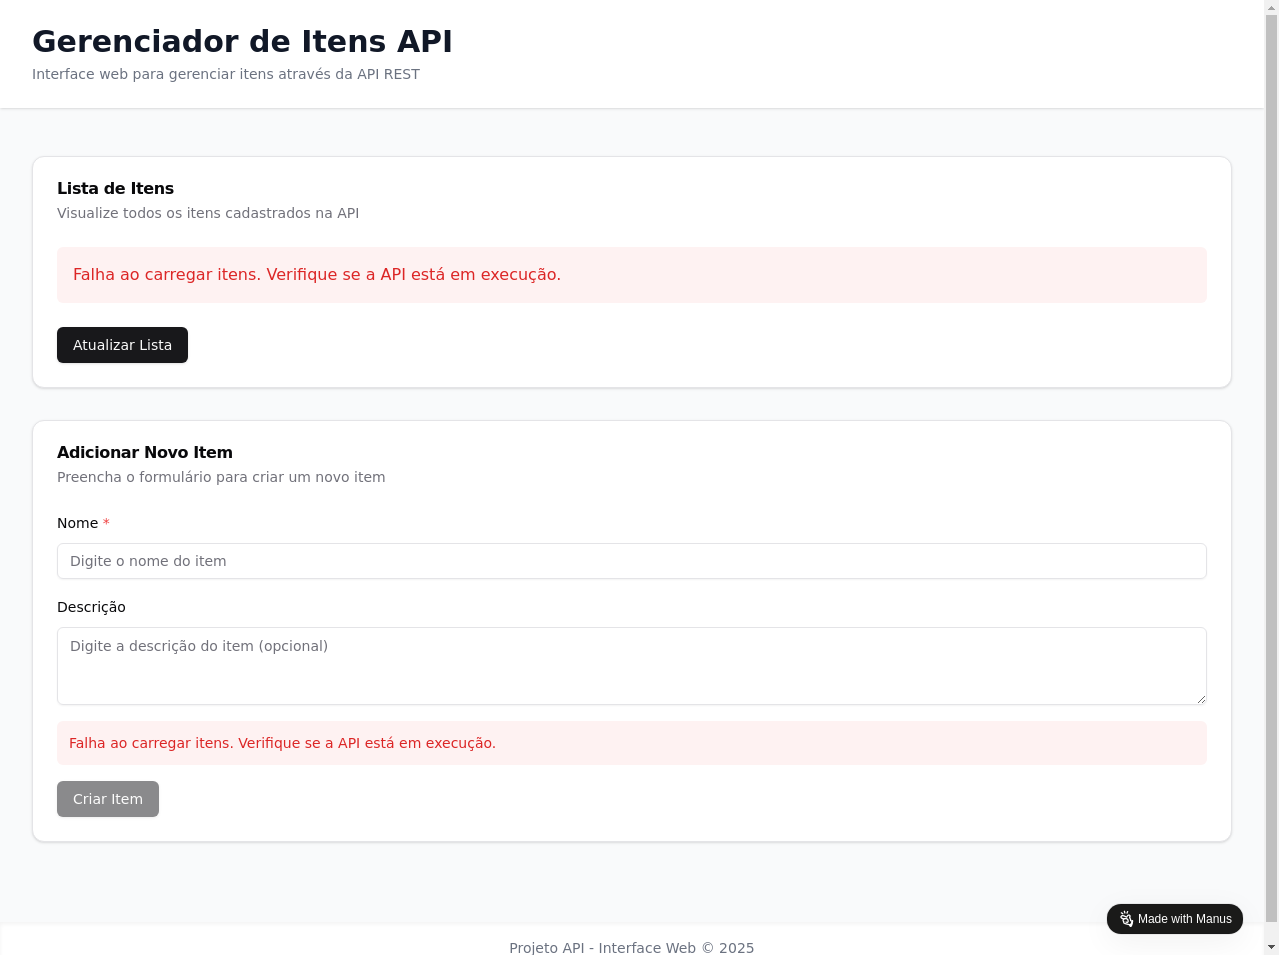 Gerenciador de Itens API
Interface web para gerenciar itens através da API REST
Lista de Itens
Visualize todos os itens cadastrados na API
Falha ao carregar itens. Verifique se a API está em execução.
Atualizar Lista
Adicionar Novo Item
Preencha o formulário para criar um novo item
Nome *
Digite o nome do item
Descrição
Digite a descrição do item (opcional)
Falha ao carregar itens. Verifique se a API está em execução.
Criar Item
Made with Manus
Projeto API - Interface Web © 2025